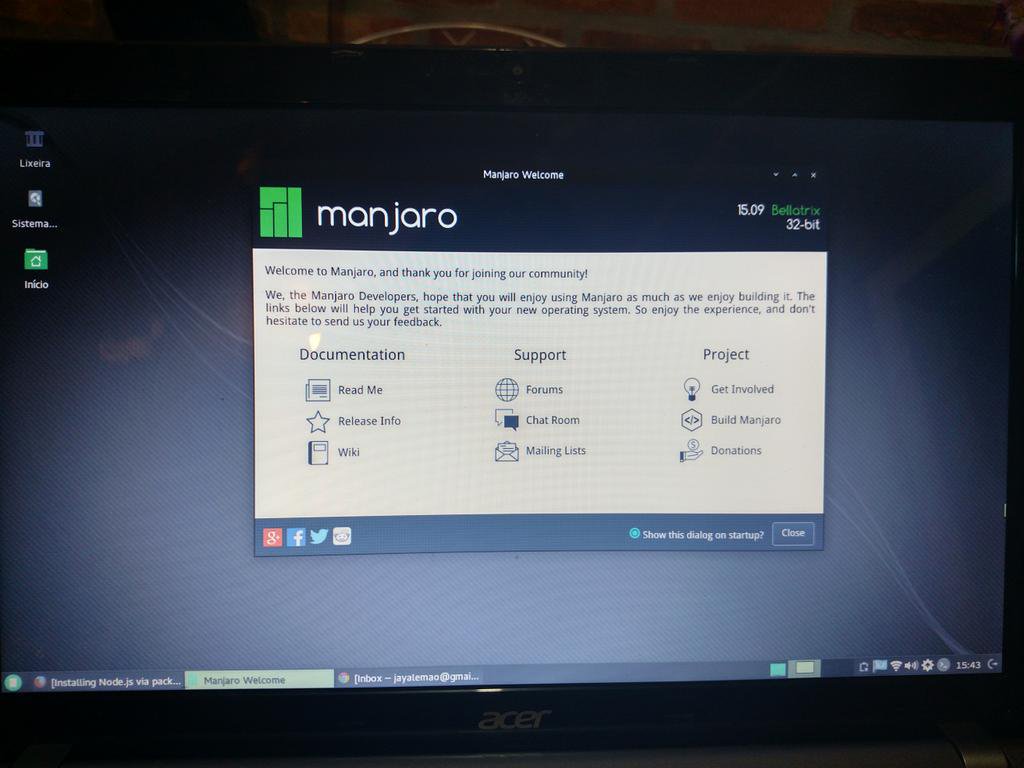 Lixeira
Sistema...
Início
Manjaro Welcome
manjaro
15.09 Bellatrix
32-bit
Welcome to Manjaro, and thank you for joining our community!
We, the Manjaro Developers, hope that you will enjoy using Manjaro as much as we enjoy building it. The
links below will help you get started with your new operating system. So enjoy the experience, and don't
hesitate to send us your feedback.
Documentation
Read Me
Release Info
Wiki
Support
Forums
Chat Room
Mailing Lists
Project
Get Involved
Build Manjaro
Donations
Show this dialog on startup?
Close
[Installing Node.js via pack...
Manjaro Welcome
[Inbox – jayalemao@gmai...
15:43
acer